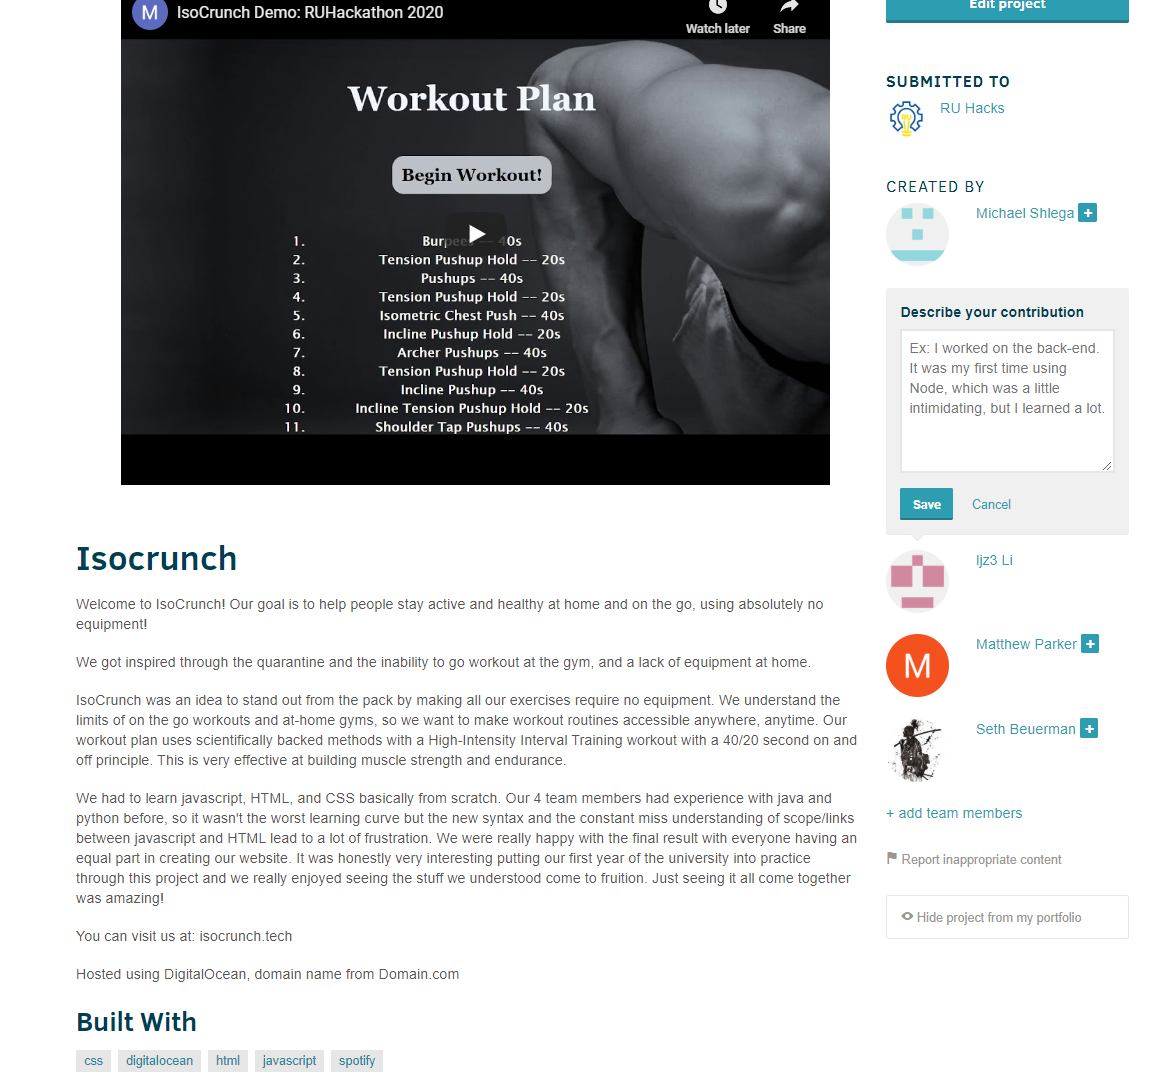 M IsoCrunch Demo: RUHackathon 2020
Watch later
Share
Workout Plan
Begin Workout!
1. Burpees -- 40s
2. Tension Pushup Hold -- 20s
3. Pushups -- 40s
4. Tension Pushup Hold -- 20s
5. Isometric Chest Push -- 40s
6. Incline Pushup Hold -- 20s
7. Archer Pushups -- 40s
8. Tension Pushup Hold -- 20s
9. Incline Pushup -- 40s
10. Incline Tension Pushup Hold -- 20s
11. Shoulder Tap Pushups -- 40s
Isocrunch
Welcome to IsoCrunch! Our goal is to help people stay active and healthy at home and on the go, using absolutely no
equipment!
We got inspired through the quarantine and the inability to go workout at the gym, and a lack of equipment at home.
IsoCrunch was an idea to stand out from the pack by making all our exercises require no equipment. We understand the
limits of on the go workouts and at-home gyms, so we want to make workout routines accessible anywhere, anytime. Our
workout plan uses scientifically backed methods with a High-Intensity Interval Training workout with a 40/20 second on and
off principle. This is very effective at building muscle strength and endurance.
We had to learn javascript, HTML, and CSS basically from scratch. Our 4 team members had experience with java and
python before, so it wasn't the worst learning curve but the new syntax and the constant miss understanding of scope/links
between javascript and HTML lead to a lot of frustration. We were really happy with the final result with everyone having an
equal part in creating our website. It was honestly very interesting putting our first year of the university into practice
through this project and we really enjoyed seeing the stuff we understood come to fruition. Just seeing it all come together
was amazing!
You can visit us at: isocrunch.tech
Hosted using DigitalOcean, domain name from Domain.com
Built With
css digitalocean html javascript spotify
Edit project
SUBMITTED TO
RU
RU Hacks
CREATED BY
Michael Shlega +
Describe your contribution
Ex: I worked on the back-end.
It was my first time using
Node, which was a little
intimidating, but I learned a lot.
Save Cancel
ljz3 Li
M
Matthew Parker +
Seth Beuerman +
+ add team members
Report inappropriate content
Hide project from my portfolio